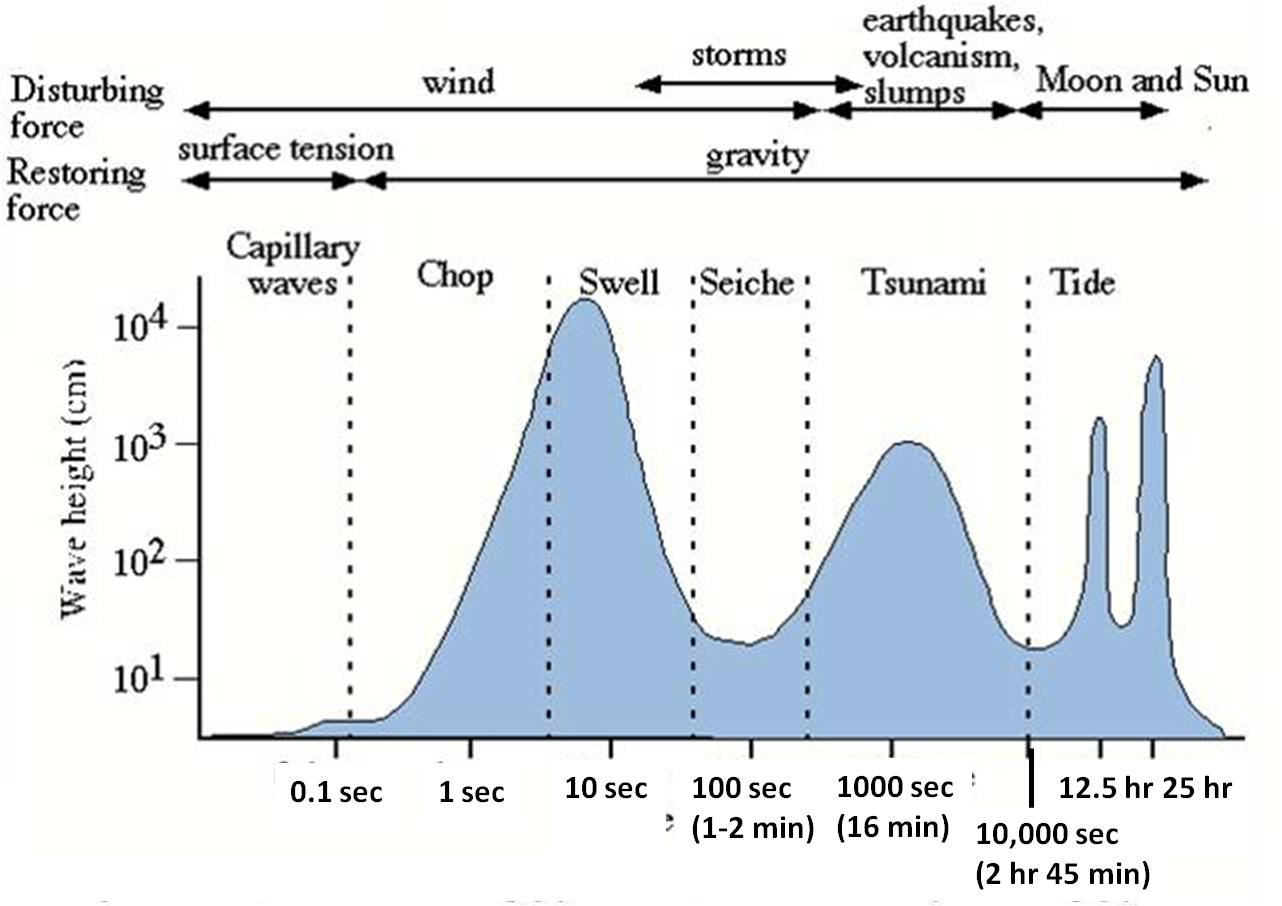 earthquakes,
storms
volcanism,
Disturbing
force
wind
slumps
Moon and Sun
Restoring
force
surface tension
gravity
Capillary
waves
Chop
Swell
Seiche
Tsunami
Tide
Wave height (cm)
10⁴
10³
10²
10¹
0.1 sec
1 sec
10 sec
100 sec
(1-2 min)
1000 sec
(16 min)
10,000 sec
(2 hr 45 min)
12.5 hr 25 hr